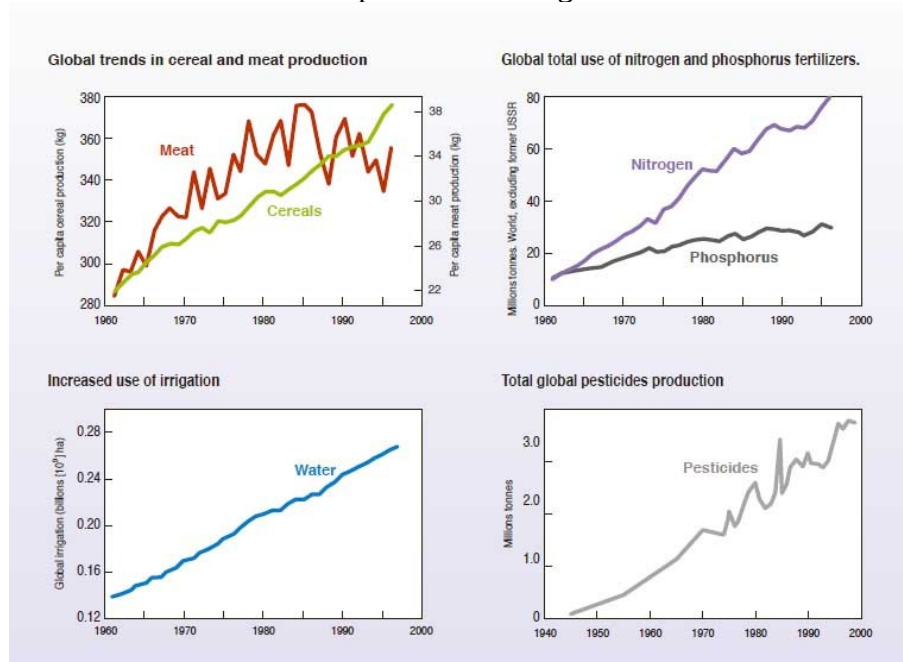 Global trends in cereal and meat production
Per capita cereal production (kg)
380
360
340
320
300
280
Meat
Cereals
38
34
30
26
22
Per capita meat production (kg)
1960 1970 1980 1990 2000
Global total use of nitrogen and phosphorus fertilizers.
Millions tonnes. World, excluding former USSR
80
60
40
20
0
Nitrogen
Phosphorus
1960 1970 1980 1990 2000
Increased use of irrigation
Global irrigation (billions [10⁹] ha)
0.28
0.24
0.20
0.16
0.12
Water
1960 1970 1980 1990 2000
Total global pesticides production
Millions tonnes
3.0
2.0
1.0
0
Pesticides
1940 1950 1960 1970 1980 1990 2000